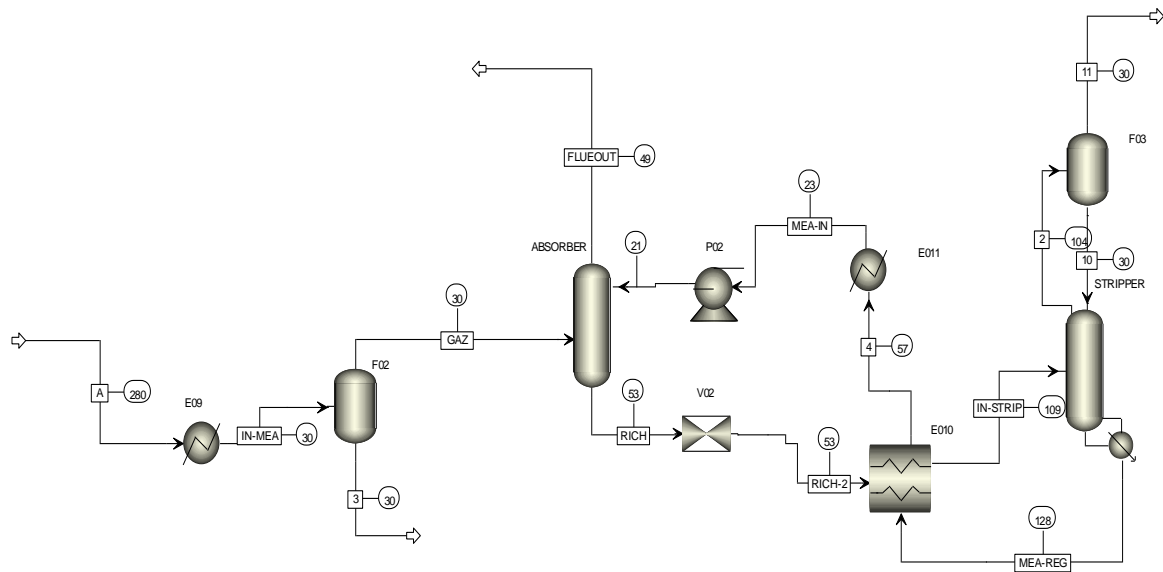 11
30
F03
FLUEOUT
49
23
MEA-IN
2
104
10
30
ABSORBER
21
P02
E011
STRIPPER
30
GAZ
F02
4
57
A
280
E09
IN-MEA
30
53
RICH
V02
IN-STRIP
109
E010
53
RICH-2
3
30
128
MEA-REG